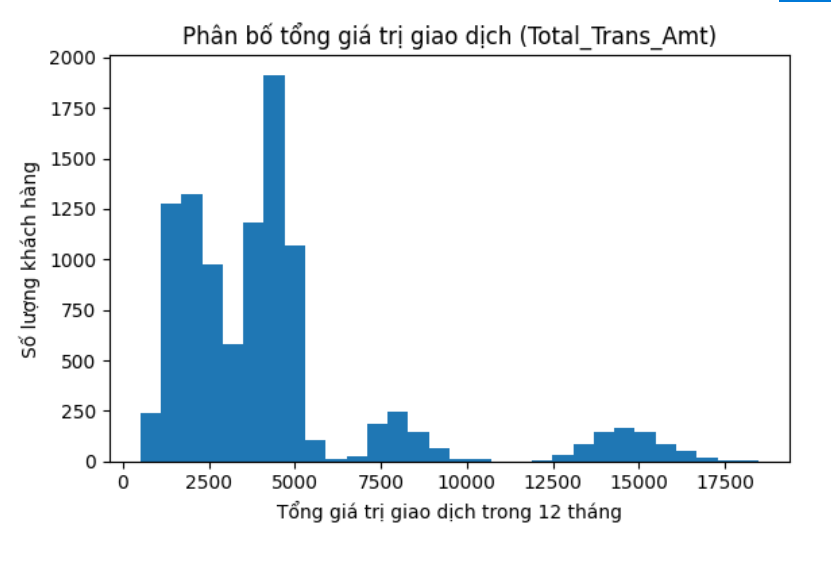 Phân bố tổng giá trị giao dịch (Total_Trans_Amt)
2000
1750
1500
1250
1000
750
500
250
0
Số lượng khách hàng
0 2500 5000 7500 10000 12500 15000 17500
Tổng giá trị giao dịch trong 12 tháng